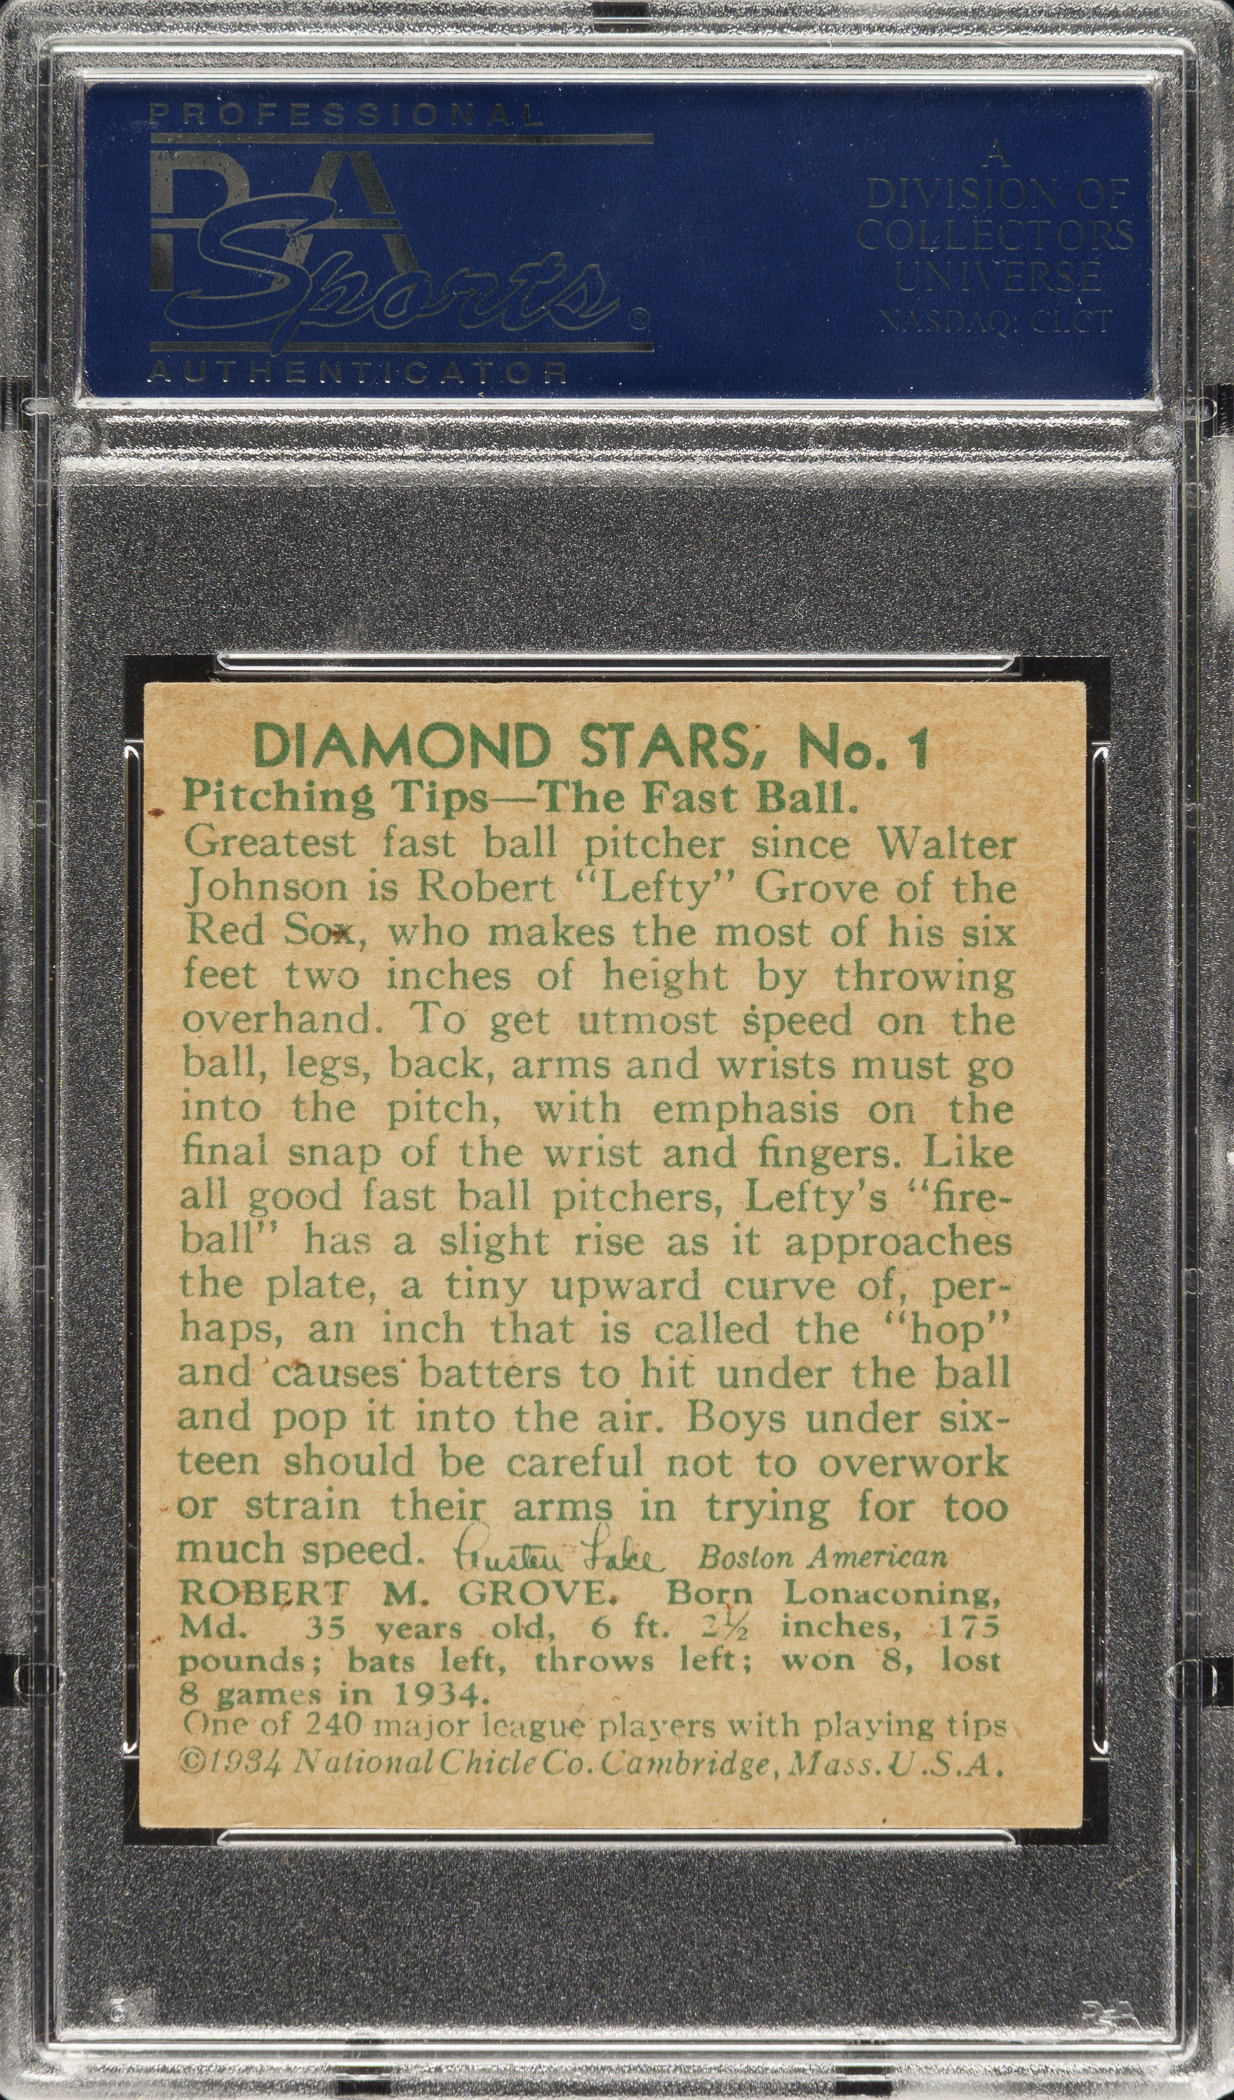 PROFESSIONAL
PSA
Sports ©
AUTHENTICATOR
A
DIVISION OF
COLLECTORS
UNIVERSE
NASDAQ: CLCT
DIAMOND STARS, No. 1
Pitching Tips—The Fast Ball.
Greatest fast ball pitcher since Walter
Johnson is Robert “Lefty” Grove of the
Red Sox, who makes the most of his six
feet two inches of height by throwing
overhand. To get utmost speed on the
ball, legs, back, arms and wrists must go
into the pitch, with emphasis on the
final snap of the wrist and fingers. Like
all good fast ball pitchers, Lefty’s “fire-
ball” has a slight rise as it approaches
the plate, a tiny upward curve of, per-
haps, an inch that is called the “hop”
and causes batters to hit under the ball
and pop it into the air. Boys under six-
teen should be careful not to overwork
or strain their arms in trying for too
much speed. Austen Lake Boston American
ROBERT M. GROVE. Born Lonaconing,
Md. 35 years old, 6 ft. 2½ inches, 175
pounds; bats left, throws left; won 8, lost
8 games in 1934.
One of 240 major league players with playing tips
©1934 National Chicle Co. Cambridge, Mass. U.S.A.
PSA